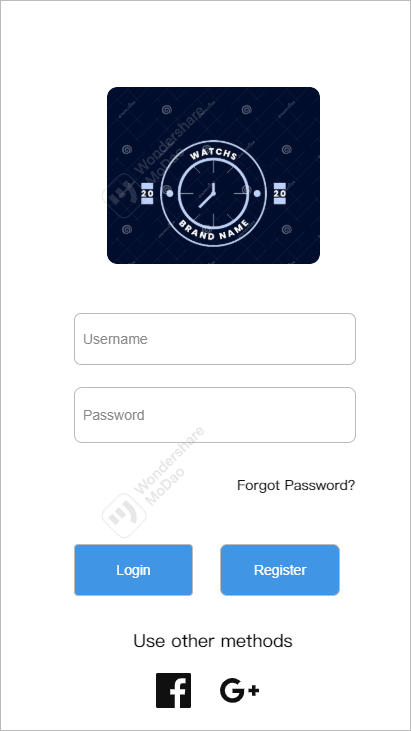 Wondershare
MoDao
WATCHS
20
20
BRAND NAME
Username
Password
Wondershare
MoDao
Forgot Password?
Login
Register
Use other methods
f
G+